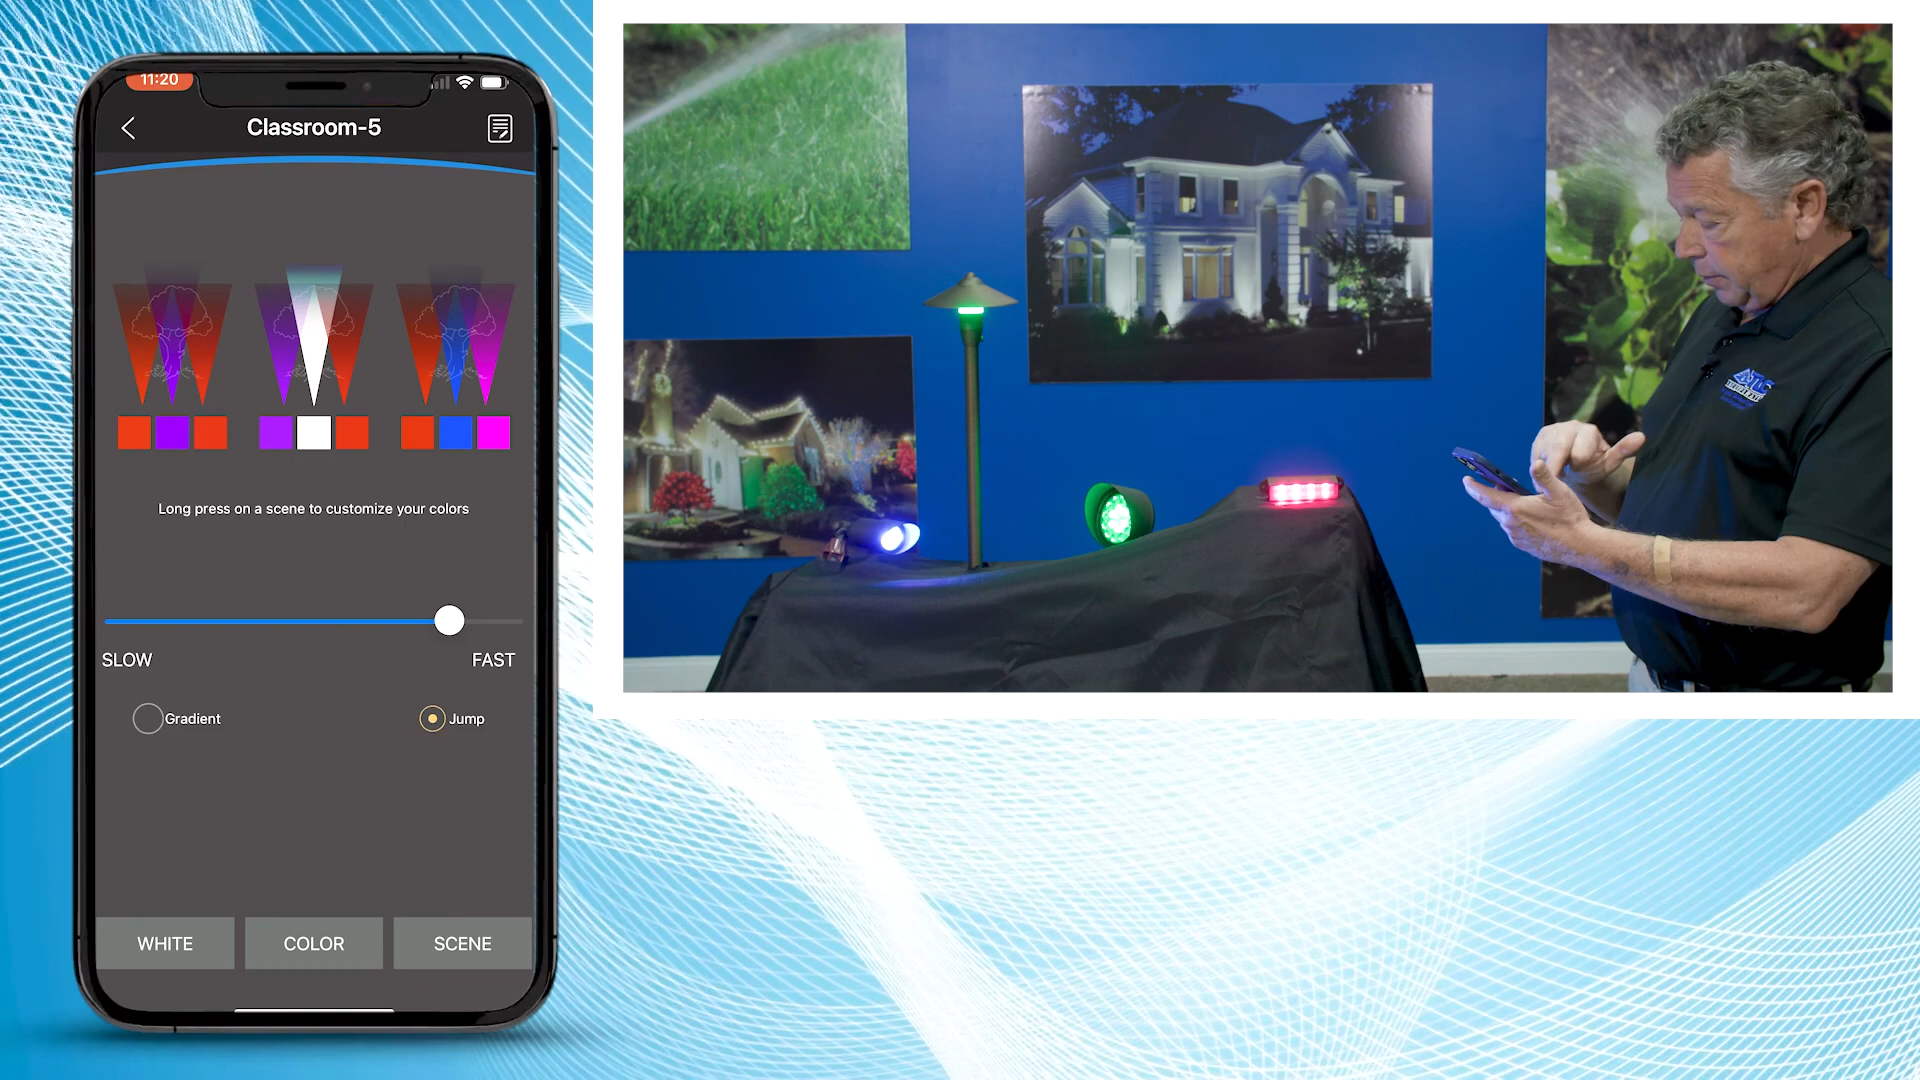 11:20
Classroom-5
Long press on a scene to customize your colors
SLOW
FAST
Gradient
Jump
WHITE
COLOR
SCENE